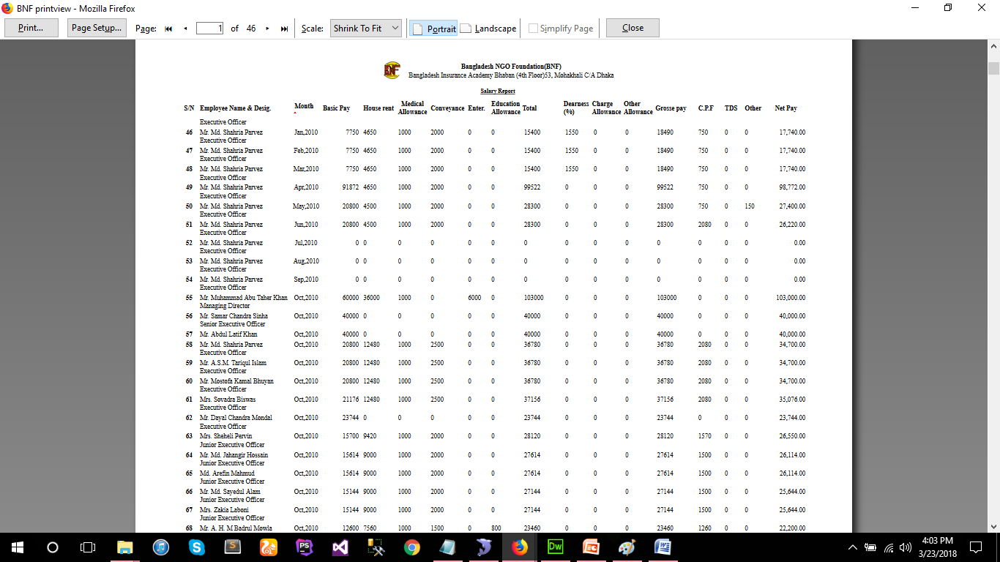 BNF printview - Mozilla Firefox
Print... Page Setup... Page: 1 of 46 Scale: Shrink To Fit Portrait Landscape Simplify Page Close
BNF
Bangladesh NGO Foundation(BNF)
Bangladesh Insurance Academy Bhaban (4th Floor)53, Mohakhali C/A Dhaka
Salary Report
S/N Employee Name & Desig. Month Basic Pay House rent Medical Allowance Conveyance Enter. Education Allowance Total Dearness (%) Charge Allowance Other Allowance Grosse pay C.P.F TDS Other Net Pay
Executive Officer
46 Mr. Md. Shahria Parvez Jan,2010 7750 4650 1000 2000 0 0 15400 1550 0 0 18490 750 0 0 17,740.00
Executive Officer
47 Mr. Md. Shahria Parvez Feb,2010 7750 4650 1000 2000 0 0 15400 1550 0 0 18490 750 0 0 17,740.00
Executive Officer
48 Mr. Md. Shahria Parvez Mar,2010 7750 4650 1000 2000 0 0 15400 1550 0 0 18490 750 0 0 17,740.00
Executive Officer
49 Mr. Md. Shahria Parvez Apr,2010 91872 4650 1000 2000 0 0 99522 0 0 0 99522 750 0 0 98,772.00
Executive Officer
50 Mr. Md. Shahria Parvez May,2010 20800 4500 1000 2000 0 0 28300 0 0 0 28300 750 0 150 27,400.00
Executive Officer
51 Mr. Md. Shahria Parvez Jun,2010 20800 4500 1000 2000 0 0 28300 0 0 0 28300 2080 0 0 26,220.00
Executive Officer
52 Mr. Md. Shahria Parvez Jul,2010 0 0 0 0 0 0 0 0 0 0 0 0 0 0 0.00
Executive Officer
53 Mr. Md. Shahria Parvez Aug,2010 0 0 0 0 0 0 0 0 0 0 0 0 0 0 0.00
Executive Officer
54 Mr. Md. Shahria Parvez Sep,2010 0 0 0 0 0 0 0 0 0 0 0 0 0 0 0.00
Executive Officer
55 Mr. Muhammad Abu Taher Khan Oct,2010 60000 36000 1000 0 6000 0 103000 0 0 0 103000 0 0 0 103,000.00
Managing Director
56 Mr. Samar Chandra Sinha Oct,2010 40000 0 0 0 0 0 40000 0 0 0 40000 0 0 0 40,000.00
Senior Executive Officer
57 Mr. Abdul Latif Khan Oct,2010 40000 0 0 0 0 0 40000 0 0 0 40000 0 0 0 40,000.00
58 Mr. Md. Shahria Parvez Oct,2010 20800 12480 1000 2500 0 0 36780 0 0 0 36780 2080 0 0 34,700.00
Executive Officer
59 Mr. A.S.M. Tariqul Islam Oct,2010 20800 12480 1000 2500 0 0 36780 0 0 0 36780 2080 0 0 34,700.00
Executive Officer
60 Mr. Mostofa Kamal Bhuyan Oct,2010 20800 12480 1000 2500 0 0 36780 0 0 0 36780 2080 0 0 34,700.00
Executive Officer
61 Mrs. Sovadra Biswas Oct,2010 21176 12480 1000 2500 0 0 37156 0 0 0 37156 2080 0 0 35,076.00
Executive Officer
62 Mr. Dayal Chandra Mondal Oct,2010 23744 0 0 0 0 0 23744 0 0 0 23744 0 0 0 23,744.00
Executive Officer
63 Mrs. Sheheli Pervin Oct,2010 15700 9420 1000 2000 0 0 28120 0 0 0 28120 1570 0 0 26,550.00
Junior Executive Officer
64 Mr. Md. Jahangir Hossain Oct,2010 15614 9000 1000 2000 0 0 27614 0 0 0 27614 1500 0 0 26,114.00
Junior Executive Officer
65 Md. Arefin Mahmud Oct,2010 15614 9000 1000 2000 0 0 27614 0 0 0 27614 1500 0 0 26,114.00
Junior Executive Officer
66 Mr. Md. Sayedul Alam Oct,2010 15144 9000 1000 2000 0 0 27144 0 0 0 27144 1500 0 0 25,644.00
Junior Executive Officer
67 Mrs. Zakia Laboni Oct,2010 15144 9000 1000 2000 0 0 27144 0 0 0 27144 1500 0 0 25,644.00
Junior Executive Officer
68 Mr. A. H. M Badrul Mowla Oct,2010 12600 7560 1000 1500 0 800 23460 0 0 0 23460 1260 0 0 22,200.00
4:03 PM
3/23/2018